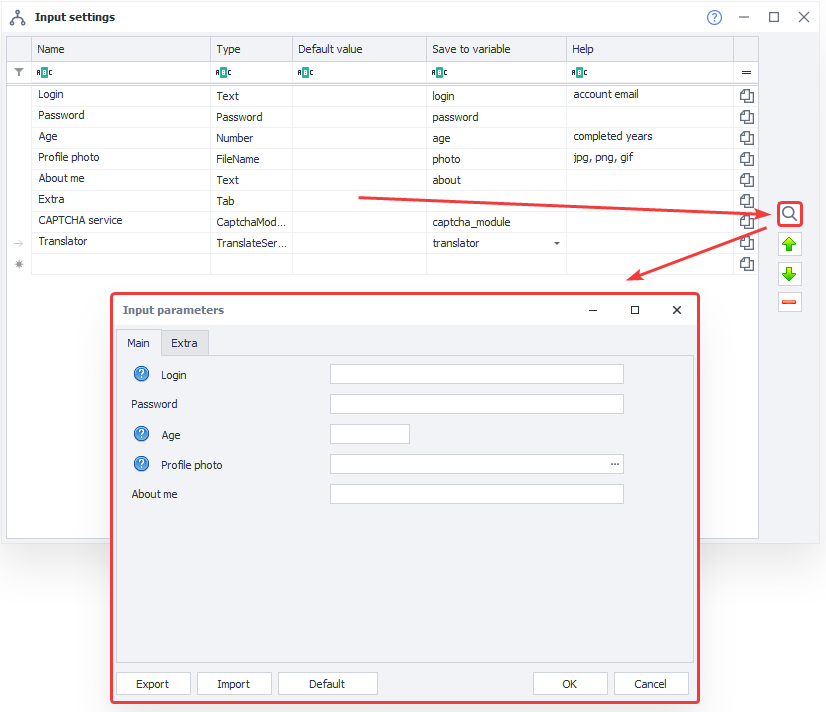 Input settings
Name Type Default value Save to variable Help
ABC ABC ABC ABC ABC
Login Text login account email
Password Password password
Age Number age completed years
Profile photo FileName photo jpg, png, gif
About me Text about
Extra Tab
CAPTCHA service CaptchaMod... captcha_module
Translator TranslateSer... translator
Input parameters
Main Extra
? Login
Password
? Age
? Profile photo ...
About me
Export Import Default OK Cancel